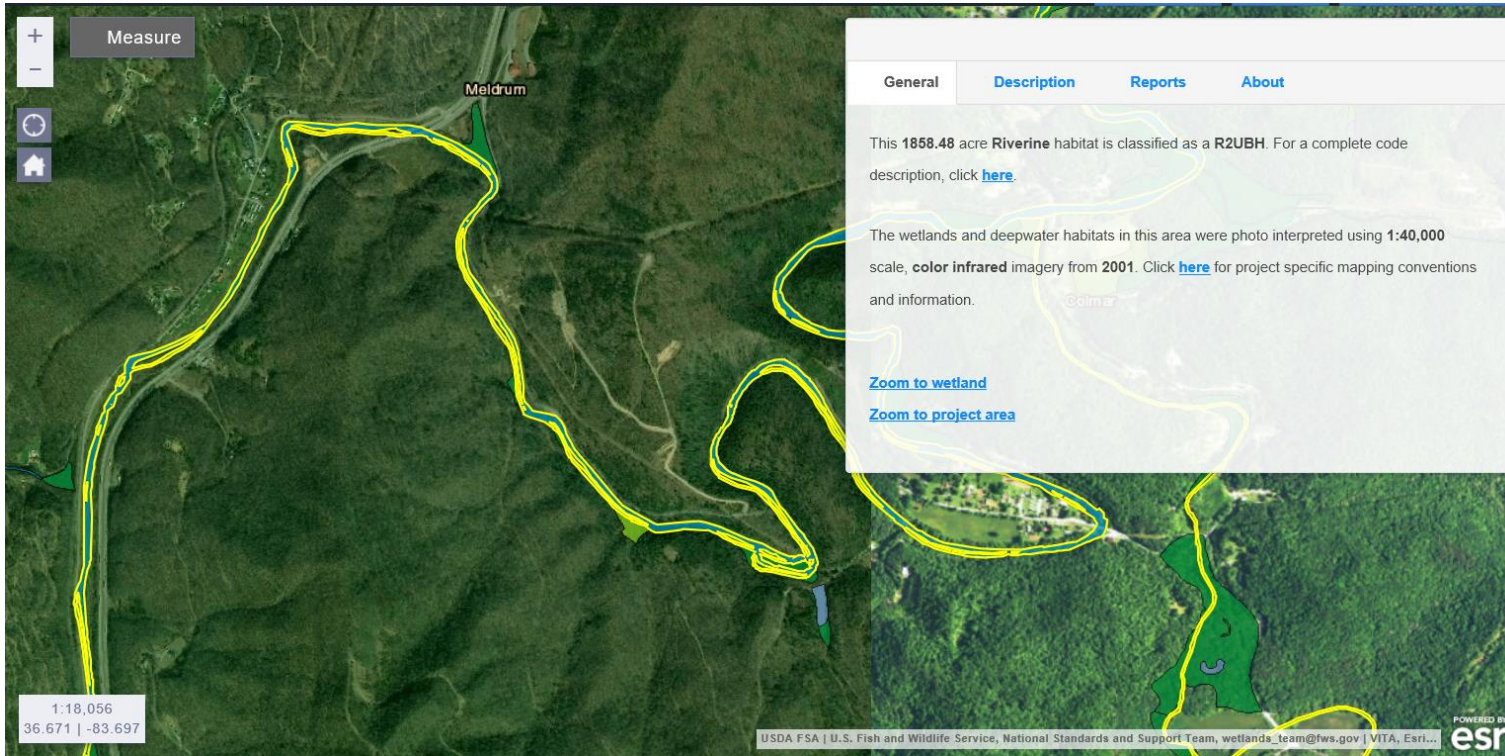 +
Measure
−
Meldrum
General Description Reports About
This 1858.48 acre Riverine habitat is classified as a R2UBH. For a complete code
description, click here.
The wetlands and deepwater habitats in this area were photo interpreted using 1:40,000
scale, color infrared imagery from 2001. Click here for project specific mapping conventions
and information.
Colmar
Zoom to wetland
Zoom to project area
1:18,056
36.671 | -83.697
USDA FSA | U.S. Fish and Wildlife Service, National Standards and Support Team, wetlands_team@fws.gov | VITA, Esri...
POWERED BY
esri